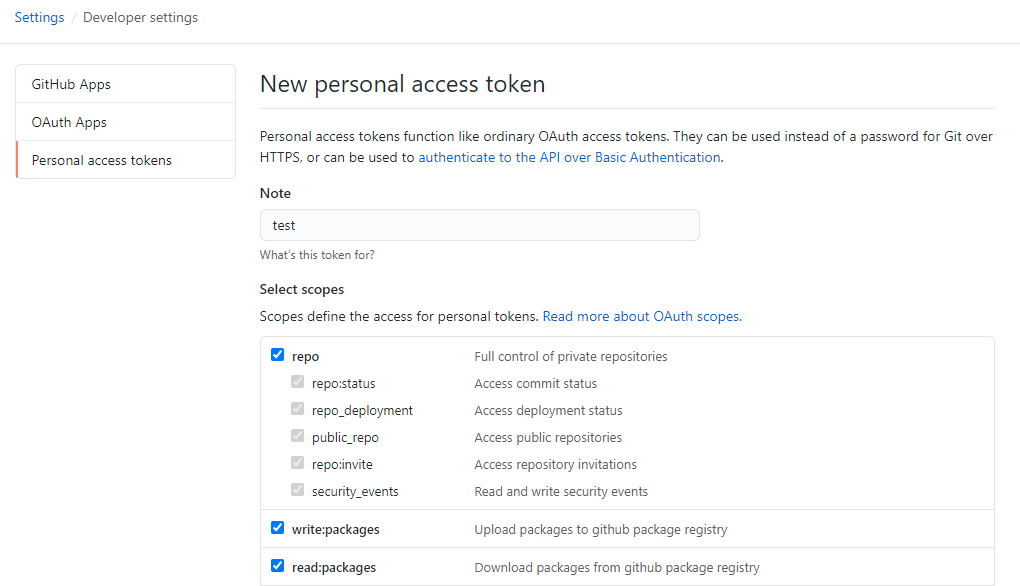 Settings / Developer settings
GitHub Apps
OAuth Apps
Personal access tokens
New personal access token
Personal access tokens function like ordinary OAuth access tokens. They can be used instead of a password for Git over
HTTPS, or can be used to authenticate to the API over Basic Authentication.
Note
test
What's this token for?
Select scopes
Scopes define the access for personal tokens. Read more about OAuth scopes.
repo Full control of private repositories
repo:status Access commit status
repo_deployment Access deployment status
public_repo Access public repositories
repo:invite Access repository invitations
security_events Read and write security events
write:packages Upload packages to github package registry
read:packages Download packages from github package registry